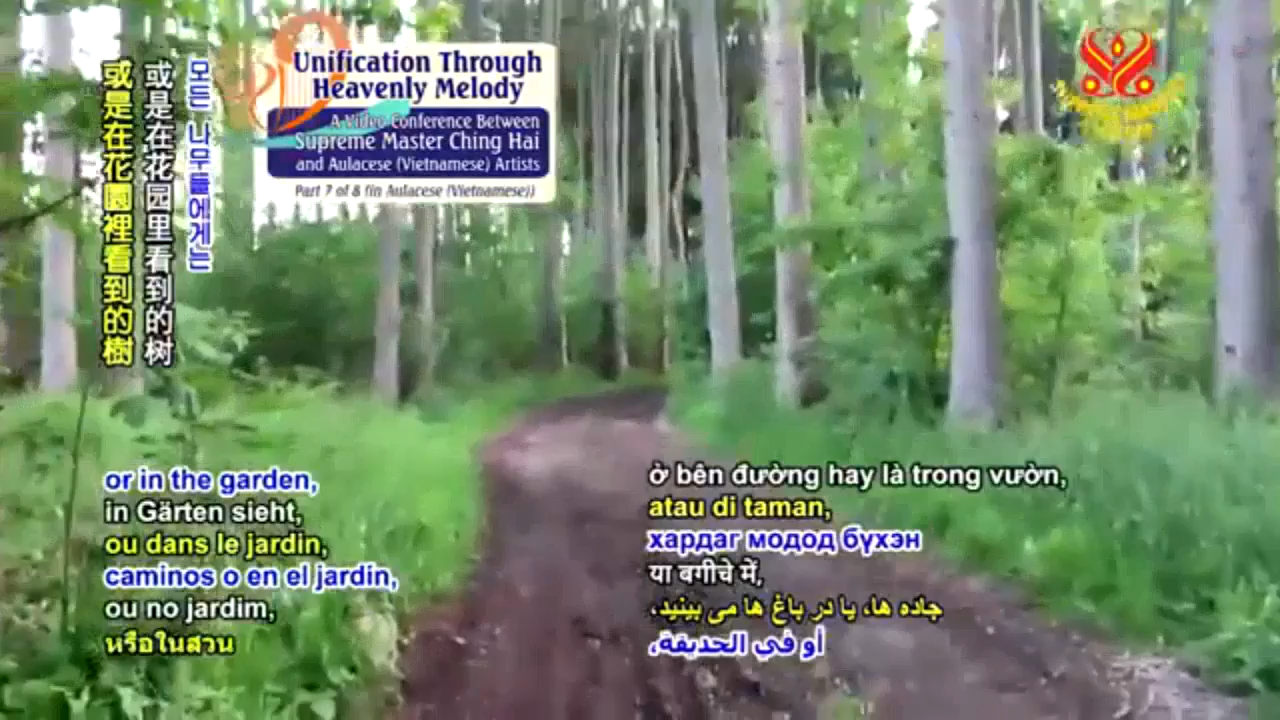 Unification Through
Heavenly Melody
A Video Conference Between
Supreme Master Ching Hai
and Aulacese (Vietnamese) Artists
Part 7 of 8 (in Aulacese (Vietnamese))
모든 나무들에게는
或是在花园里看到的树
或是在花園裡看到的樹
or in the garden,
in Gärten sieht,
ou dans le jardin,
caminos o en el jardín,
ou no jardim,
หรือในสวน
ở bên đường hay là trong vườn,
atau di taman,
хардаг модод бүхэн
या बगीचे में,
جاده ها، یا در باغ ها می بینید،
أو في الحديقة،